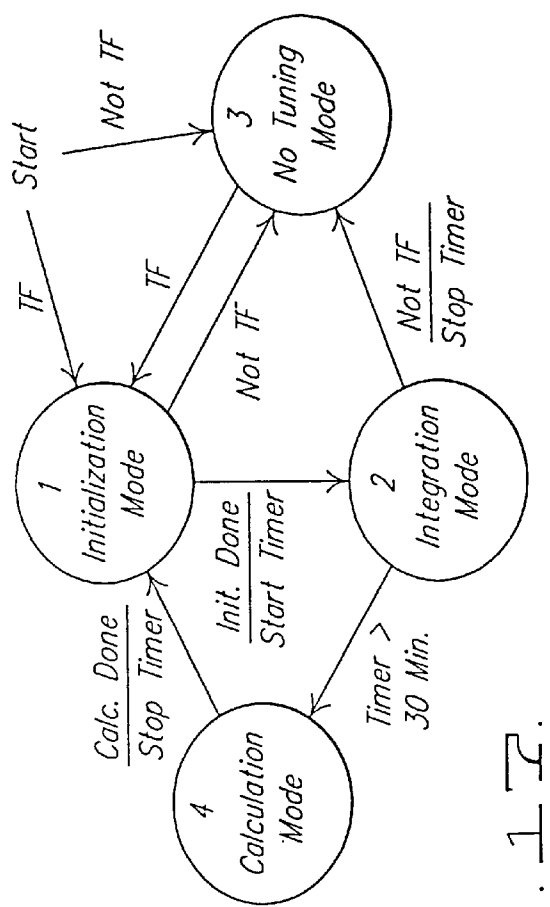 Start
TF
Not TF
1
Initialization
Mode
TF
Not TF
3
No Tuning
Mode
Calc. Done
Stop Timer
Init. Done
Start Timer
4
Calculation
Mode
Timer >
30 Min.
2
Integration
Mode
Not TF
Stop Timer